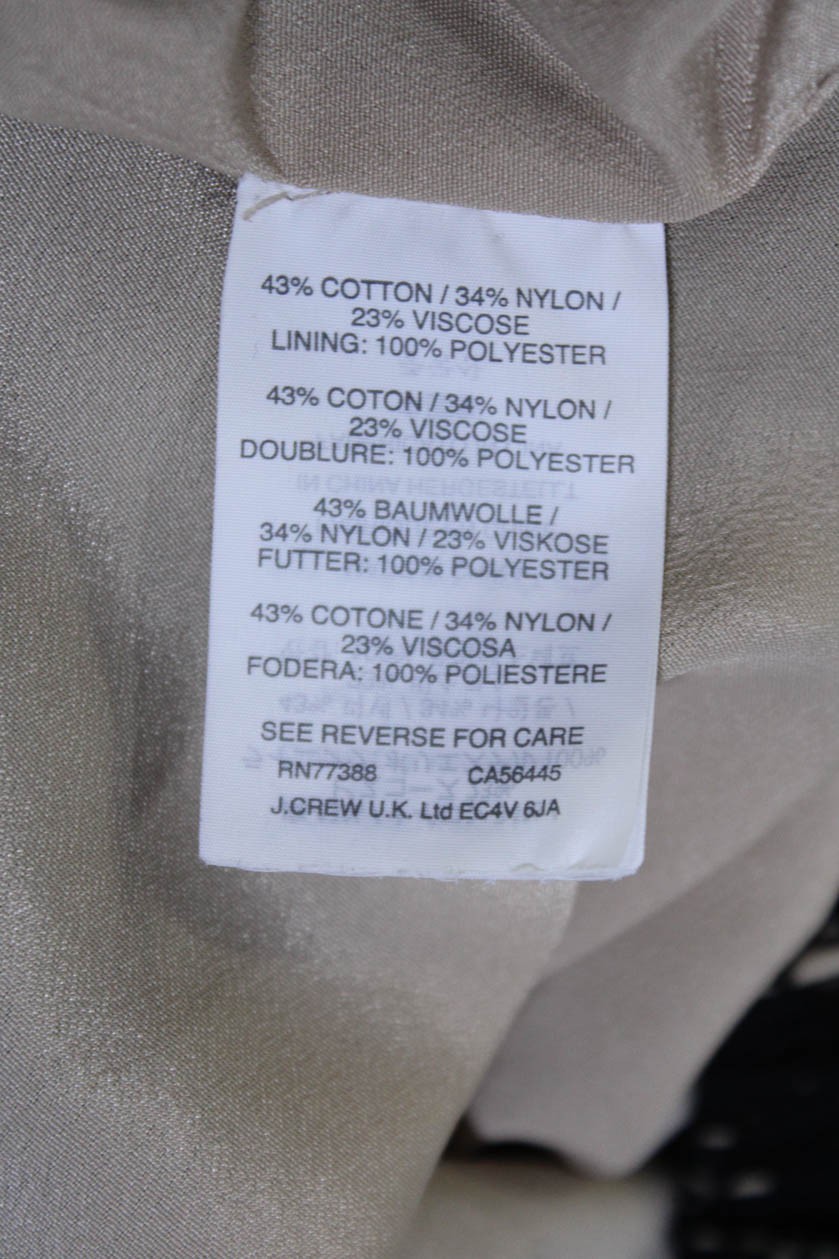 43% COTTON / 34% NYLON /
23% VISCOSE
LINING: 100% POLYESTER
43% COTON / 34% NYLON /
23% VISCOSE
DOUBLURE: 100% POLYESTER
43% BAUMWOLLE /
34% NYLON / 23% VISKOSE
FUTTER: 100% POLYESTER
43% COTONE / 34% NYLON /
23% VISCOSA
FODERA: 100% POLIESTERE
SEE REVERSE FOR CARE
RN77388 CA56445
J.CREW U.K. Ltd EC4V 6JA